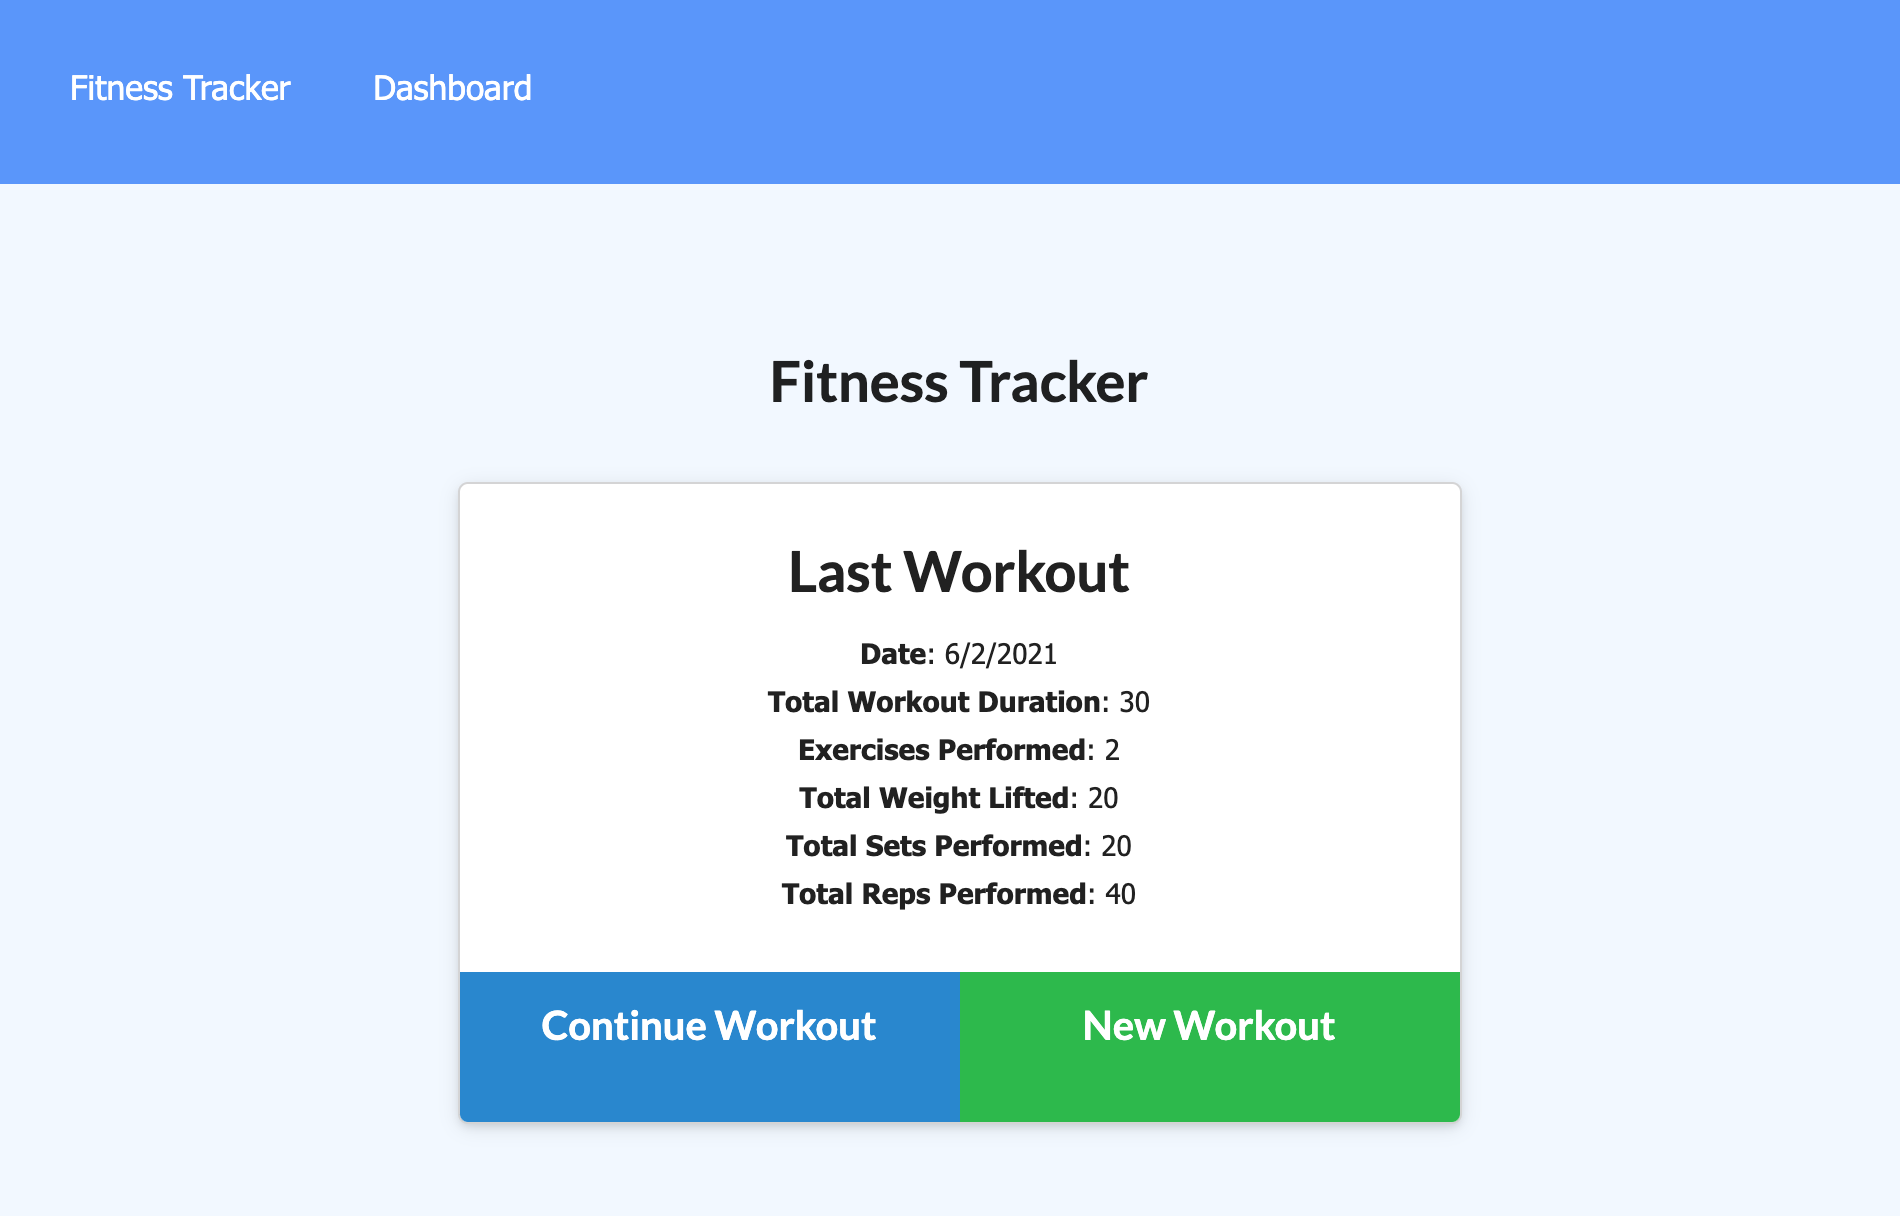 Fitness Tracker Dashboard
Fitness Tracker
Last Workout
Date: 6/2/2021
Total Workout Duration: 30
Exercises Performed: 2
Total Weight Lifted: 20
Total Sets Performed: 20
Total Reps Performed: 40
Continue Workout New Workout